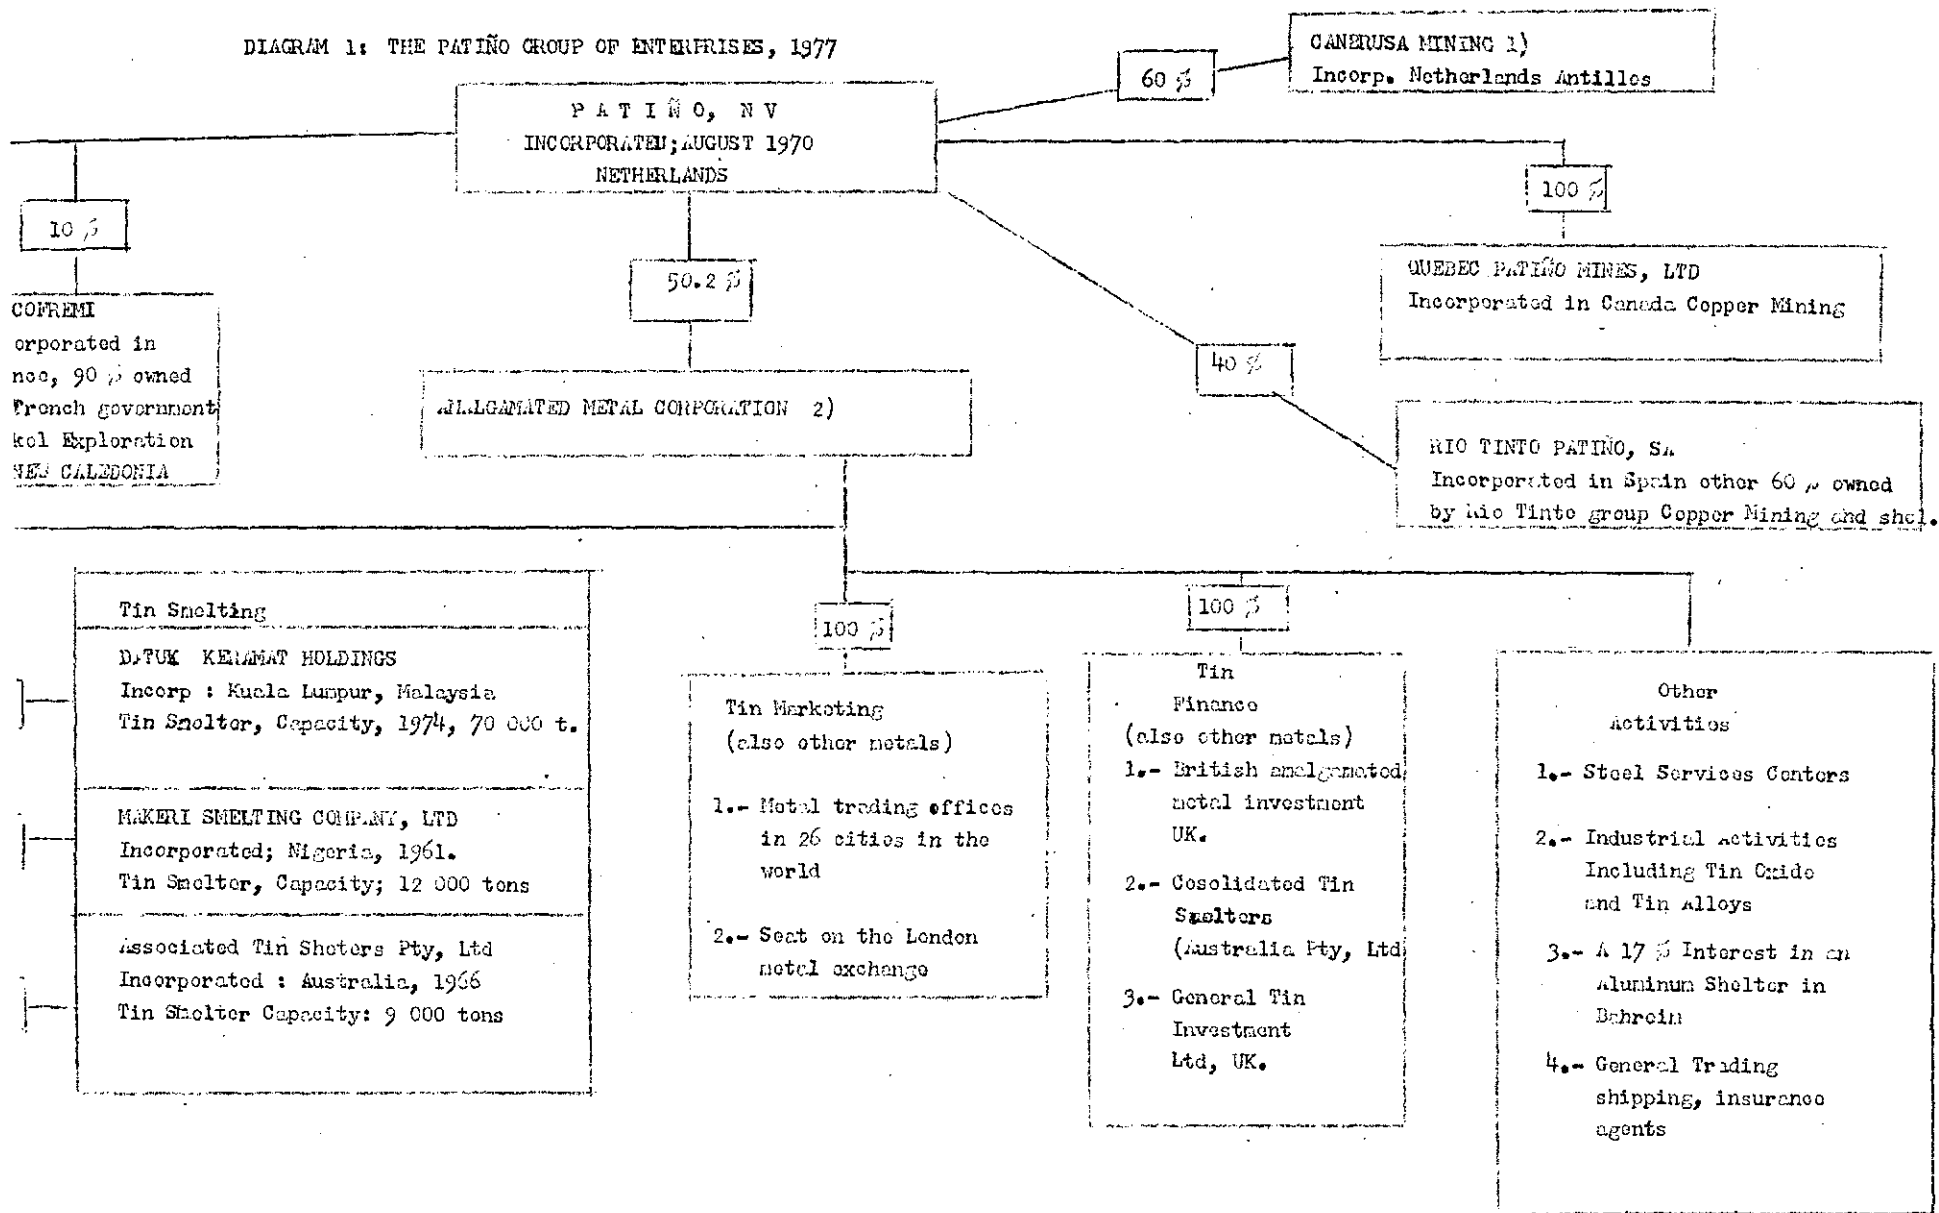 DIAGRAM 1: THE PATIÑO GROUP OF ENTERPRISES, 1977
PATIÑO, NV
INCORPORATED; AUGUST 1970
NETHERLANDS
60 %
CANERUSA MINING 1)
Incorp. Netherlands Antilles
100 %
QUEBEC PATIÑO MINES, LTD
Incorporated in Canada Copper Mining
10 %
COFREMI
orporated in
nce, 90 % owned
French government
kel Exploration
NEW CALEDONIA
50.2 %
AMALGAMATED METAL CORPORATION 2)
40 %
RIO TINTO PATIÑO, SA
Incorporated in Spain other 60 % owned
by Rio Tinto group Copper Mining and shel.
Tin Smelting
DATUK KERAMAT HOLDINGS
Incorp : Kuala Lumpur, Malaysia
Tin Smelter, Capacity, 1974, 70 000 t.
MAKERI SMELTING COMPANY, LTD
Incorporated; Nigeria, 1961.
Tin Smelter, Capacity; 12 000 tons
Associated Tin Sheters Pty, Ltd
Incorporated : Australia, 1966
Tin Smelter Capacity: 9 000 tons
100 %
Tin Marketing
(also other metals)
1.- Metal trading offices
in 26 cities in the
world
2.- Seat on the London
metal exchange
100 %
Tin
Finance
(also other metals)
1.- British amalgamated
metal investment
UK.
2.- Cosolidated Tin
Smelters
(Australia Pty, Ltd
3.- General Tin
Investment
Ltd, UK.
Other
Activities
1.- Steel Services Centers
2.- Industrial Activities
Including Tin Oxide
and Tin Alloys
3.- A 17 % Interest in an
Aluminum Shelter in
Bahrein
4.- General Trading
shipping, insurance
agents